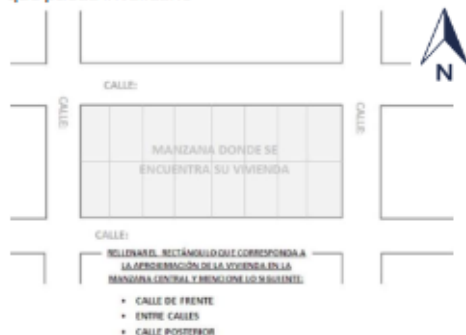 N
CALLE:
CALLE:
CALLE:
MANZANA DONDE SE
ENCUENTRA SU VIVIENDA
CALLE:
RELLENAR EL RECTÁNGULO QUE CORRESPONDA A
LA APROXIMACIÓN DE LA VIVIENDA EN LA
MANZANA CENTRAL Y MENCIONE LO SIGUIENTE:
• CALLE DE FRENTE
• ENTRE CALLES
• CALLE POSTERIOR